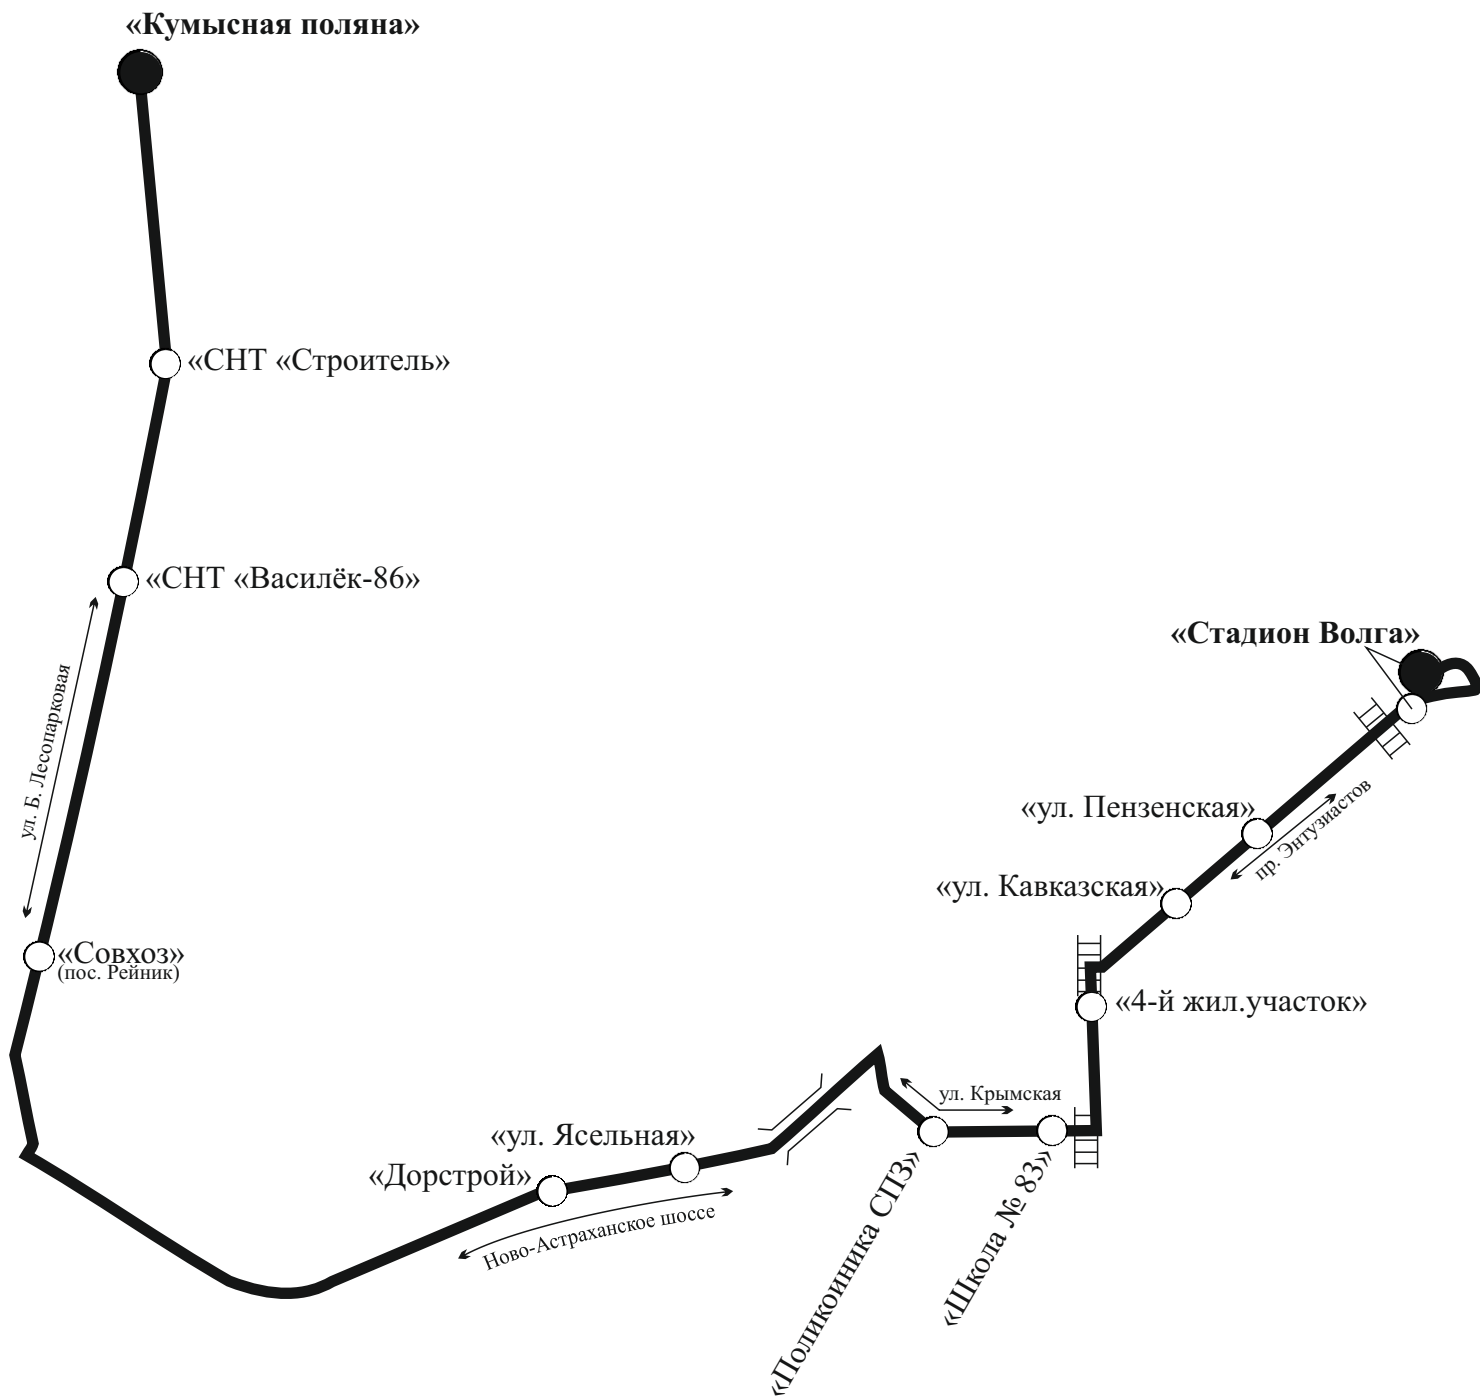 «Кумысная поляна»
«СНТ «Строитель»
«СНТ «Василёк-86»
ул. Б. Лесопарковая
«Совхоз»
(пос. Рейник)
«Стадион Волга»
«ул. Пензенская»
пр. Энтузиастов
«ул. Кавказская»
«4-й жил.участок»
ул. Крымская
«ул. Ясельная»
«Дорстрой»
Ново-Астраханское шоссе
«Поликоиника СПЗ»
«Школа № 83»